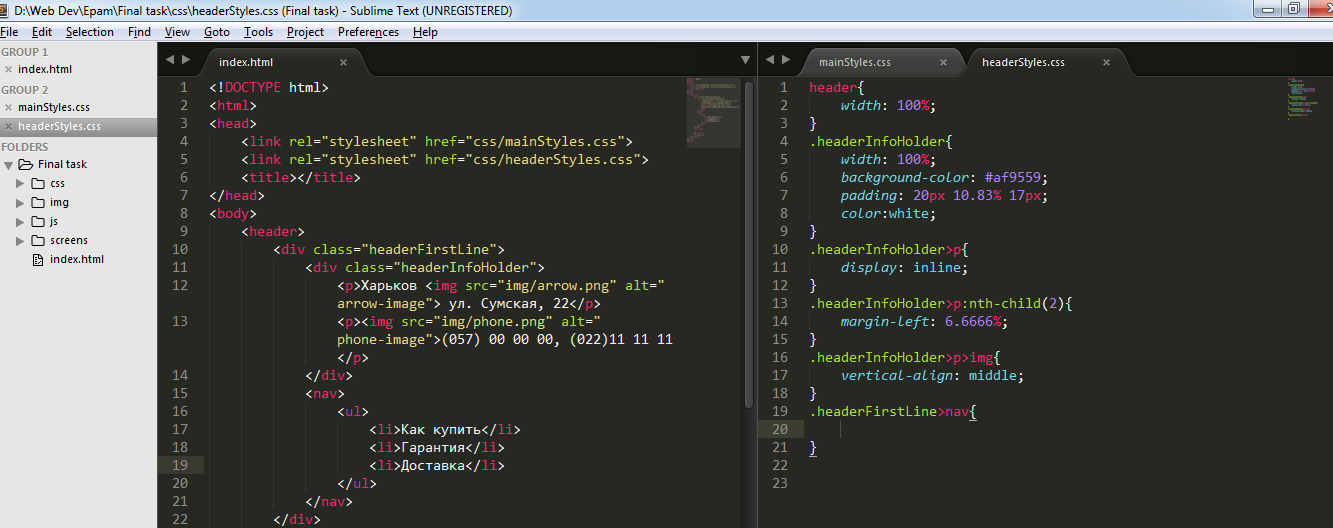 D:\Web Dev\Epam\Final task\css\headerStyles.css (Final task) - Sublime Text (UNREGISTERED)
File Edit Selection Find View Goto Tools Project Preferences Help
GROUP 1
index.html
GROUP 2
mainStyles.css
headerStyles.css
FOLDERS
Final task
css
img
js
screens
index.html
index.html
1 <!DOCTYPE html>
2 <html>
3 <head>
4 <link rel="stylesheet" href="css/mainStyles.css">
5 <link rel="stylesheet" href="css/headerStyles.css">
6 <title></title>
7 </head>
8 <body>
9 <header>
10 <div class="headerFirstLine">
11 <div class="headerInfoHolder">
12 <p>Харьков <img src="img/arrow.png" alt="
arrow-image"> ул. Сумская, 22</p>
13 <p><img src="img/phone.png" alt="
phone-image">(057) 00 00 00, (022)11 11 11
</p>
14 </div>
15 <nav>
16 <ul>
17 <li>Как купить</li>
18 <li>Гарантия</li>
19 <li>Доставка</li>
20 </ul>
21 </nav>
22 </div>
mainStyles.css headerStyles.css
1 header{
2 width: 100%;
3 }
4 .headerInfoHolder{
5 width: 100%;
6 background-color: #af9559;
7 padding: 20px 10.83% 17px;
8 color:white;
9 }
10 .headerInfoHolder>p{
11 display: inline;
12 }
13 .headerInfoHolder>p:nth-child(2){
14 margin-left: 6.6666%;
15 }
16 .headerInfoHolder>p>img{
17 vertical-align: middle;
18 }
19 .headerFirstLine>nav{
20
21 }
22
23